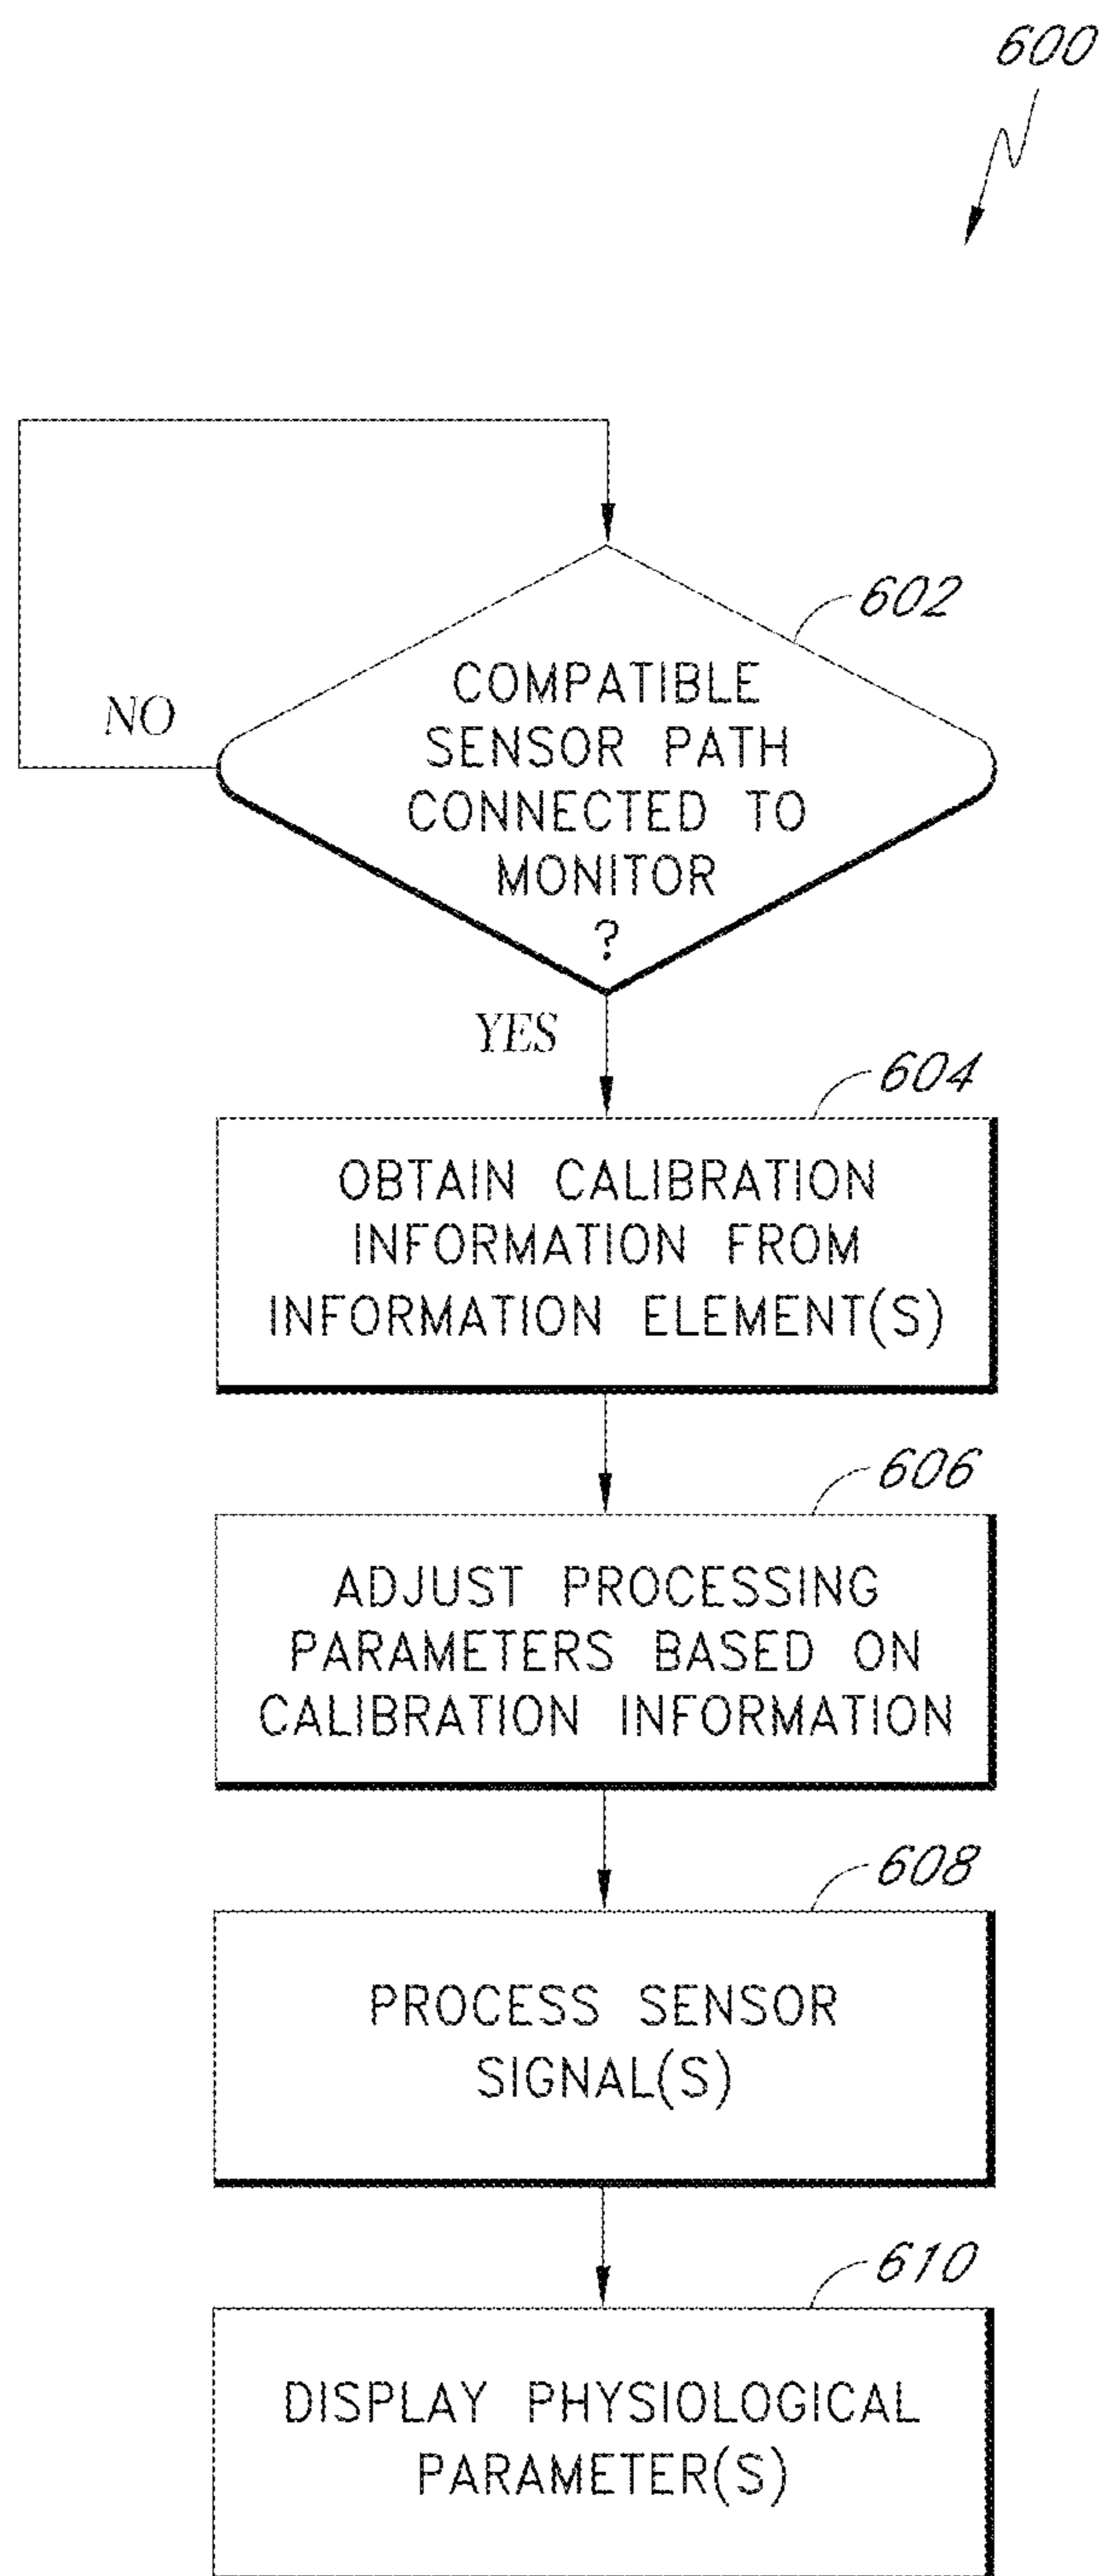 600
602
COMPATIBLE
SENSOR PATH
CONNECTED TO
MONITOR
?
NO
YES
604
OBTAIN CALIBRATION
INFORMATION FROM
INFORMATION ELEMENT(S)
606
ADJUST PROCESSING
PARAMETERS BASED ON
CALIBRATION INFORMATION
608
PROCESS SENSOR
SIGNAL(S)
610
DISPLAY PHYSIOLOGICAL
PARAMETER(S)